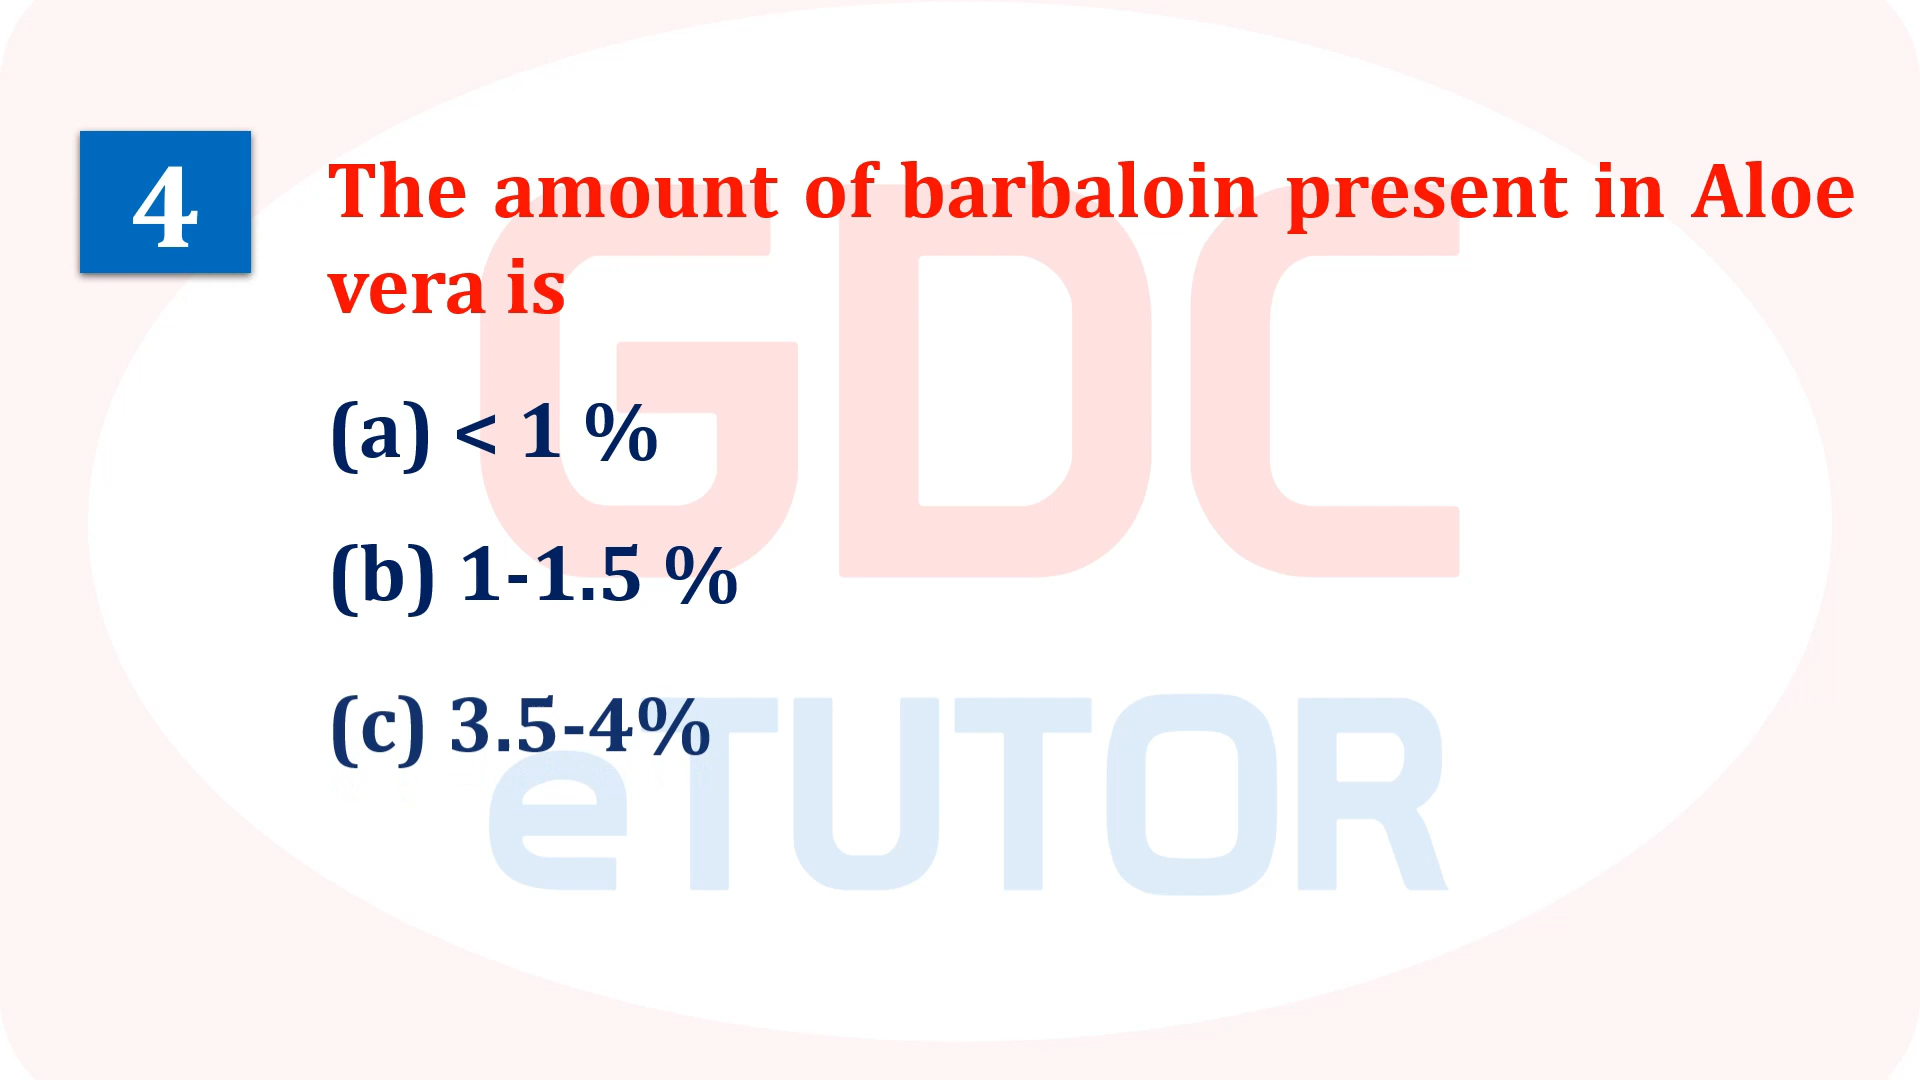 4
The amount of barbaloin present in Aloe
vera is
(a) < 1 %
(b) 1-1.5 %
(c) 3.5-4%
GDC
eTUTOR